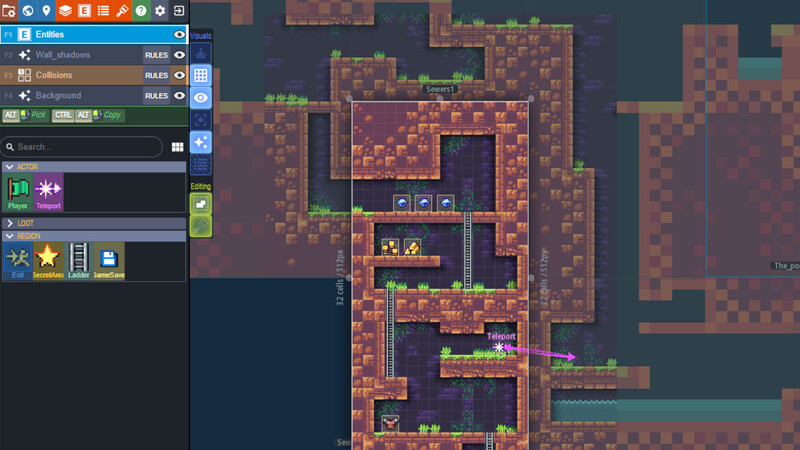 F1 E Entities
F2 Wall_shadows RULES
F3 Collisions RULES
F4 Background RULES
ALT Pick CTRL ALT Copy
Search...
ACTOR
Player Teleport
LOOT
REGION
Exit SecretArea Ladder GameSave
Visuals
Editing
Sewers1
32 cells / 512px
32 cells / 512px
Teleport
The_po
Sew